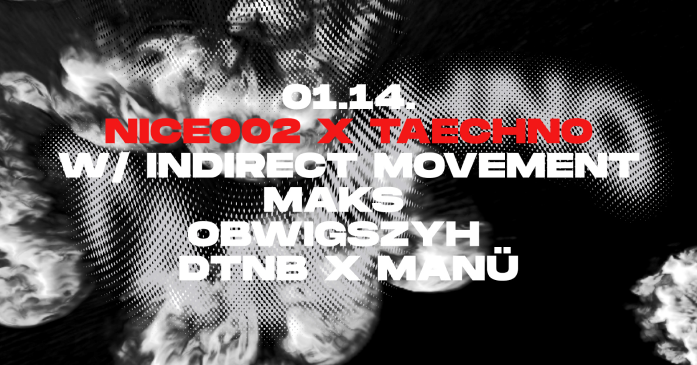 01.14.
NICE002 X TAECHNO
W/ INDIRECT MOVEMENT
MAKS
OBWIGSZYH
DTNB X MANÜ